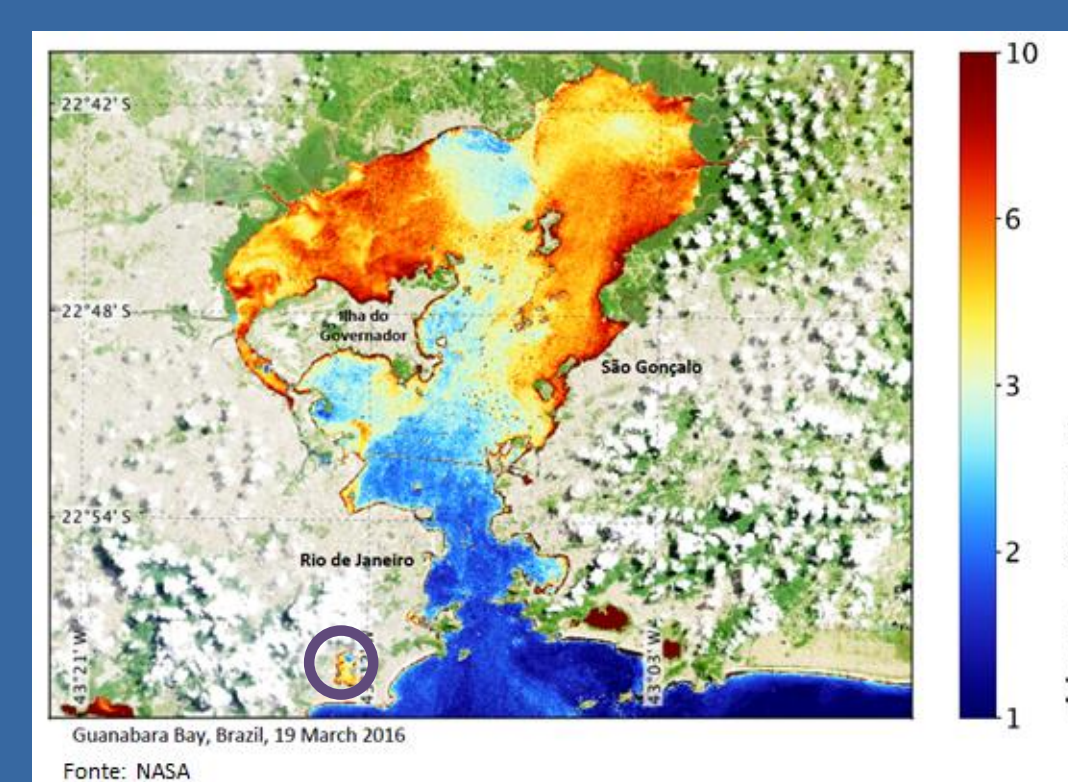 22°42' S
22°48' S
22°54' S
Ilha do
Governador
São Gonçalo
Rio de Janeiro
43°21' W
43°03' W
10
6
3
2
1
Guanabara Bay, Brazil, 19 March 2016
Fonte: NASA